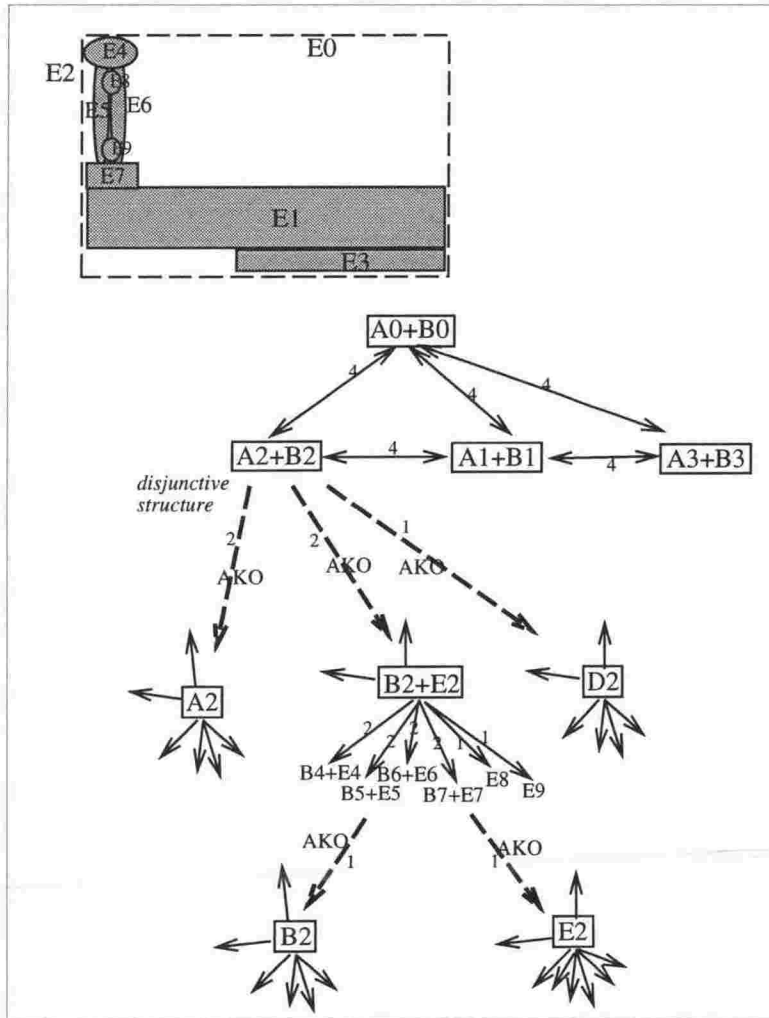 E4
E0
E2
E8
E5 E6
E9
E7
E1
E3
A0+B0
4 4 4
A2+B2 4 A1+B1 4 A3+B3
disjunctive
structure
2 2 1
AKO AKO AKO
A2 B2+E2 D2
2 2 2 2 1 1
B4+E4 B6+E6 E8
B5+E5 B7+E7 E9
AKO AKO
1 1
B2 E2